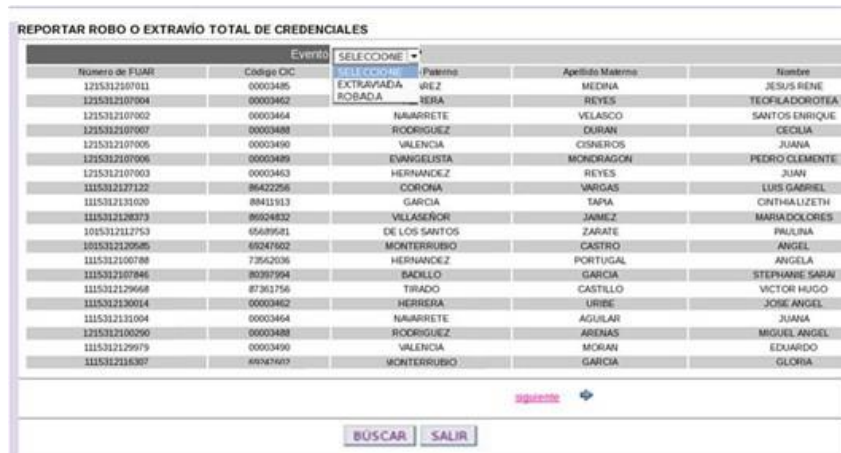 REPORTAR ROBO O EXTRAVÍO TOTAL DE CREDENCIALES
Evento SELECCIONE
SELECCIONE
EXTRAVIADA
ROBADA
Número de FUAR Código CIC Paterno Apellido Materno Nombre
1215312107011 00003485 MEDINA JESUS RENE
1215312107004 00003462 REYES TEOFILA DOROTEA
1215312107002 00003464 NAVARRETE VELASCO SANTOS ENRIQUE
1215312107007 00003488 RODRIGUEZ DURAN CECILIA
1215312107005 00003490 VALENCIA CISNEROS JUANA
1215312107006 00003489 EVANGELISTA MONDRAGON PEDRO CLEMENTE
1215312107003 00003463 HERNANDEZ REYES JUAN
1115312127122 86422256 CORONA VARGAS LUIS GABRIEL
1115312131020 88411913 GARCIA TAPIA CINTHIA LIZETH
1115312128373 86924832 VILLASEÑOR JAIMEZ MARIA DOLORES
1015312112753 65689581 DE LOS SANTOS ZARATE PAULINA
1015312120585 69247602 MONTERRUBIO CASTRO ANGEL
1115312100788 73562036 HERNANDEZ PORTUGAL ANGELA
1115312107846 80397994 BADILLO GARCIA STEPHANIE SARAI
1115312129668 87361756 TIRADO CASTILLO VICTOR HUGO
1115312130014 00003462 HERRERA URIBE JOSE ANGEL
1115312131004 00003464 NAVARRETE AGUILAR JUANA
1215312100290 00003488 RODRIGUEZ ARENAS MIGUEL ANGEL
1115312129979 00003490 VALENCIA MORAN EDUARDO
1115312116307 69247602 MONTERRUBIO GARCIA GLORIA
siguiente
BÚSCAR SALIR